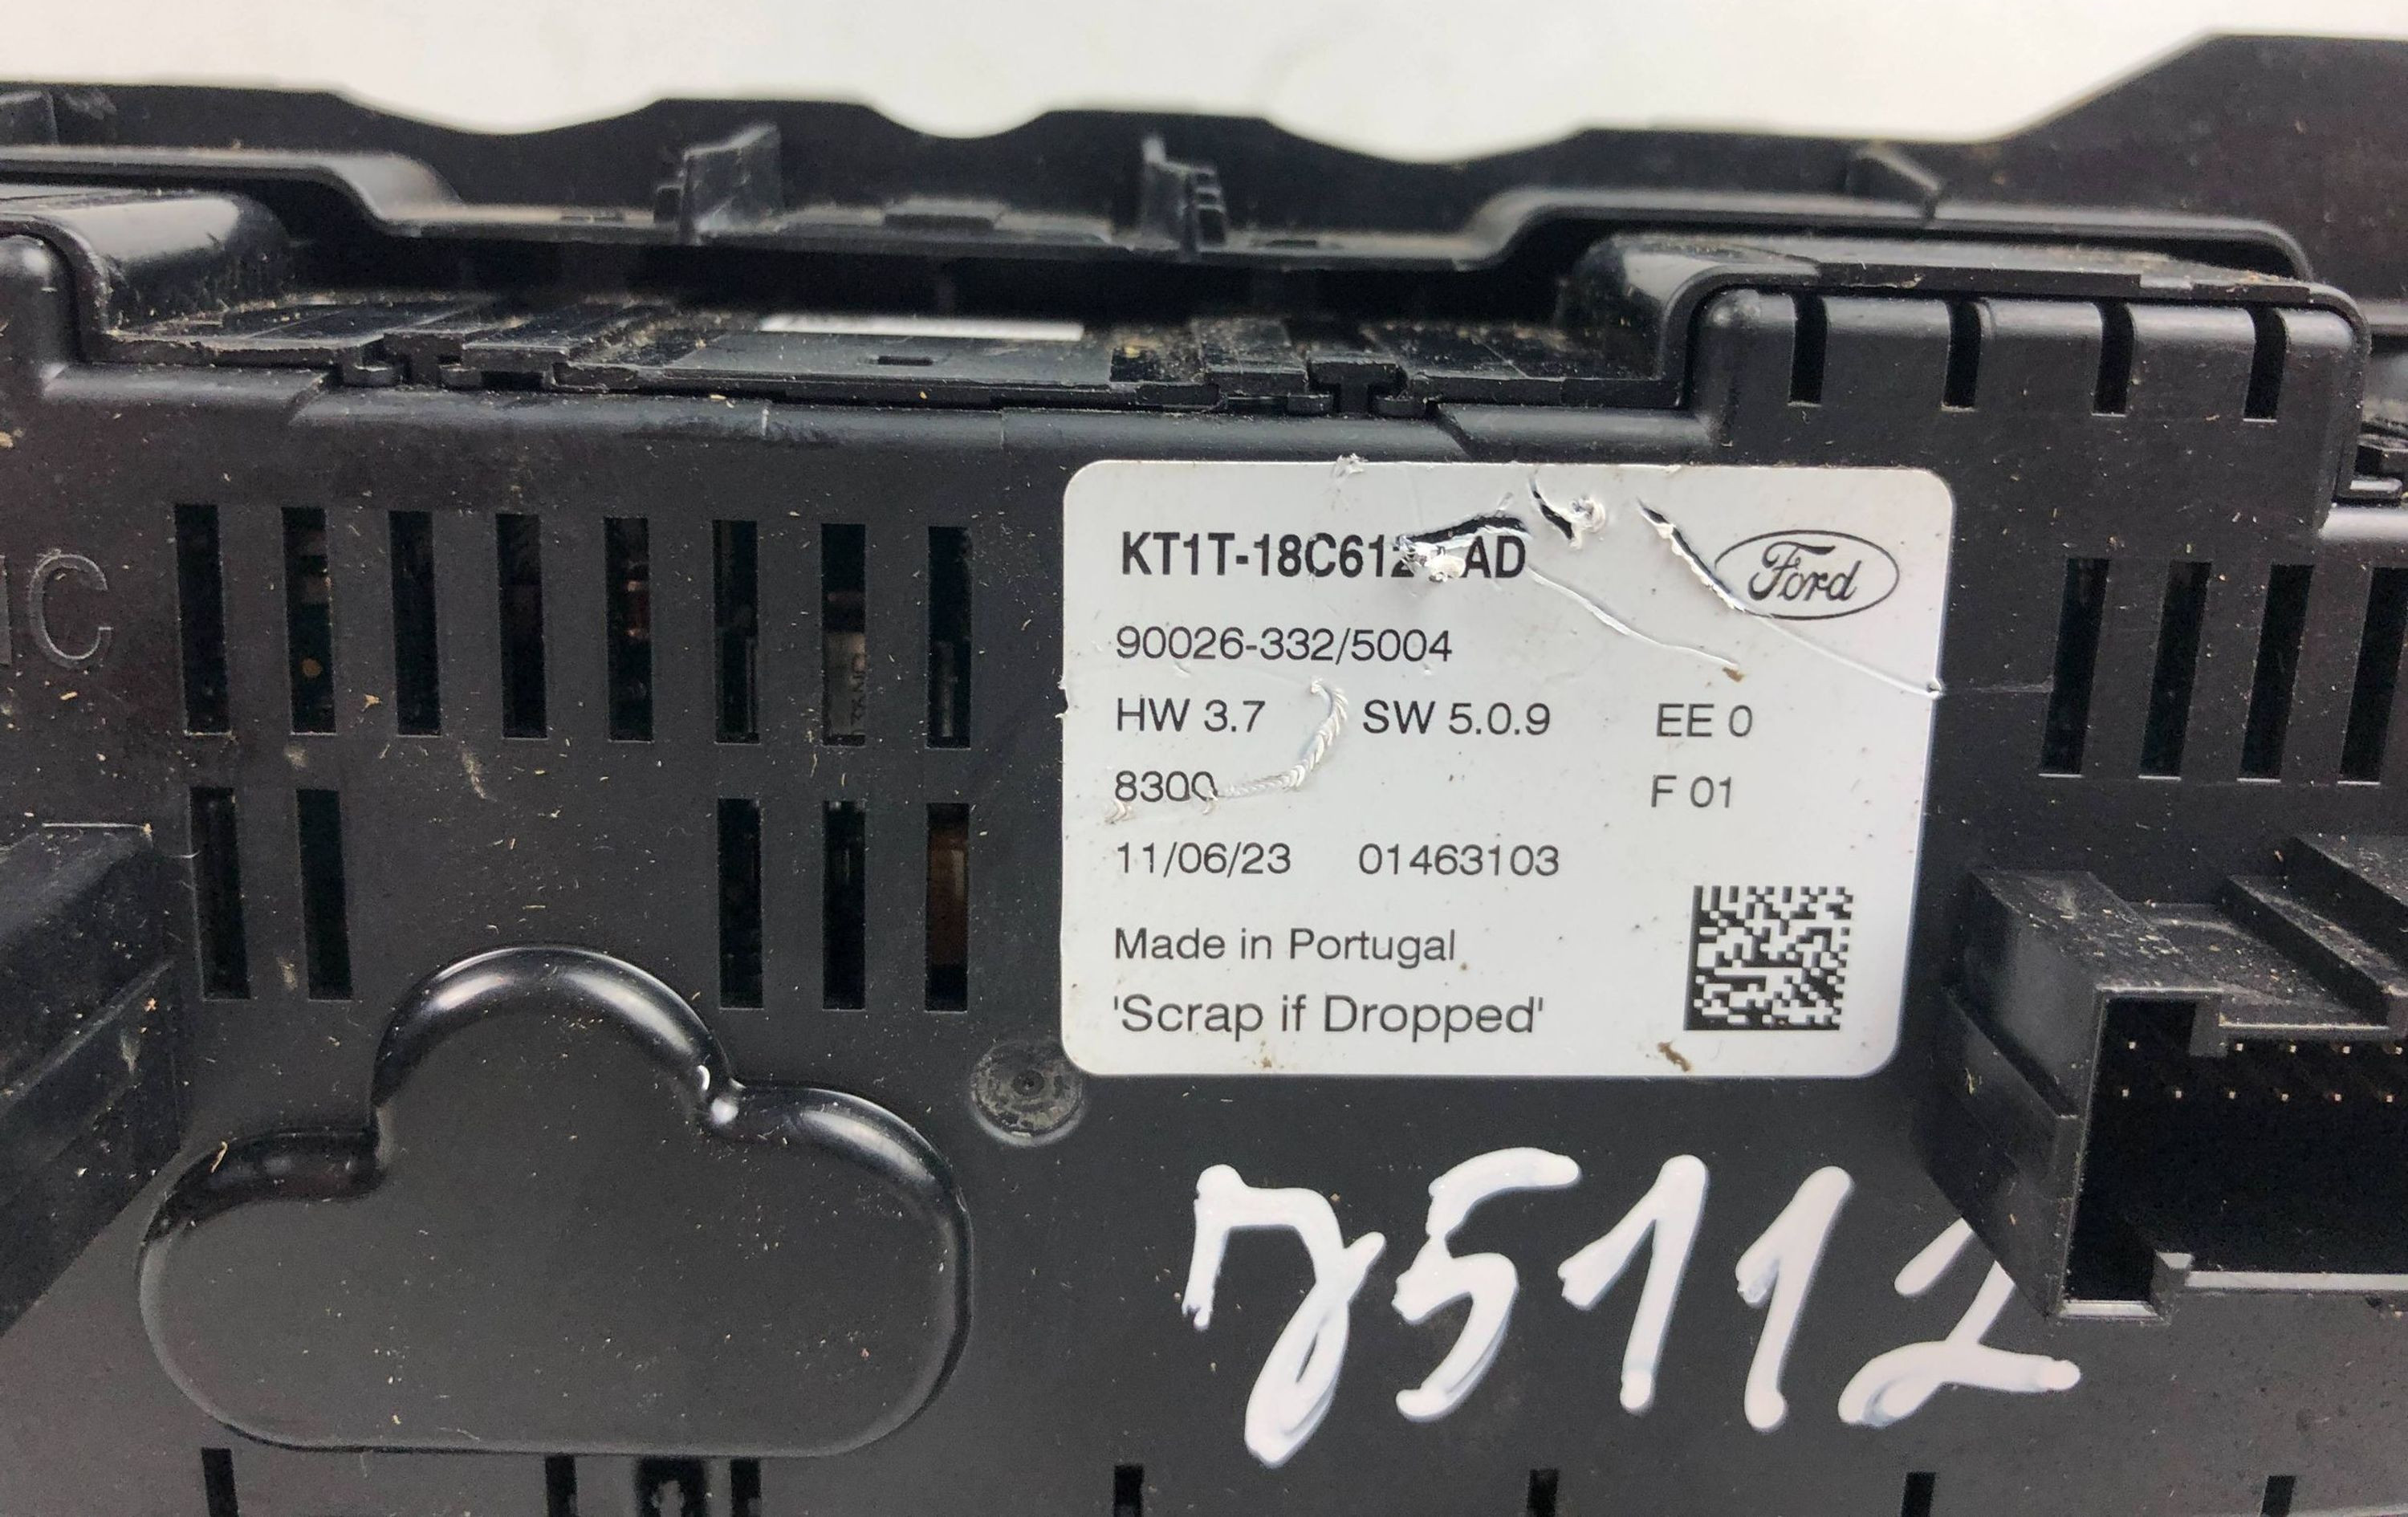 KT1T-18C612 AD
Ford
90026-332/5004
HW 3.7 SW 5.0.9 EE 0
8300 F 01
11/06/23 01463103
Made in Portugal
'Scrap if Dropped'
75112